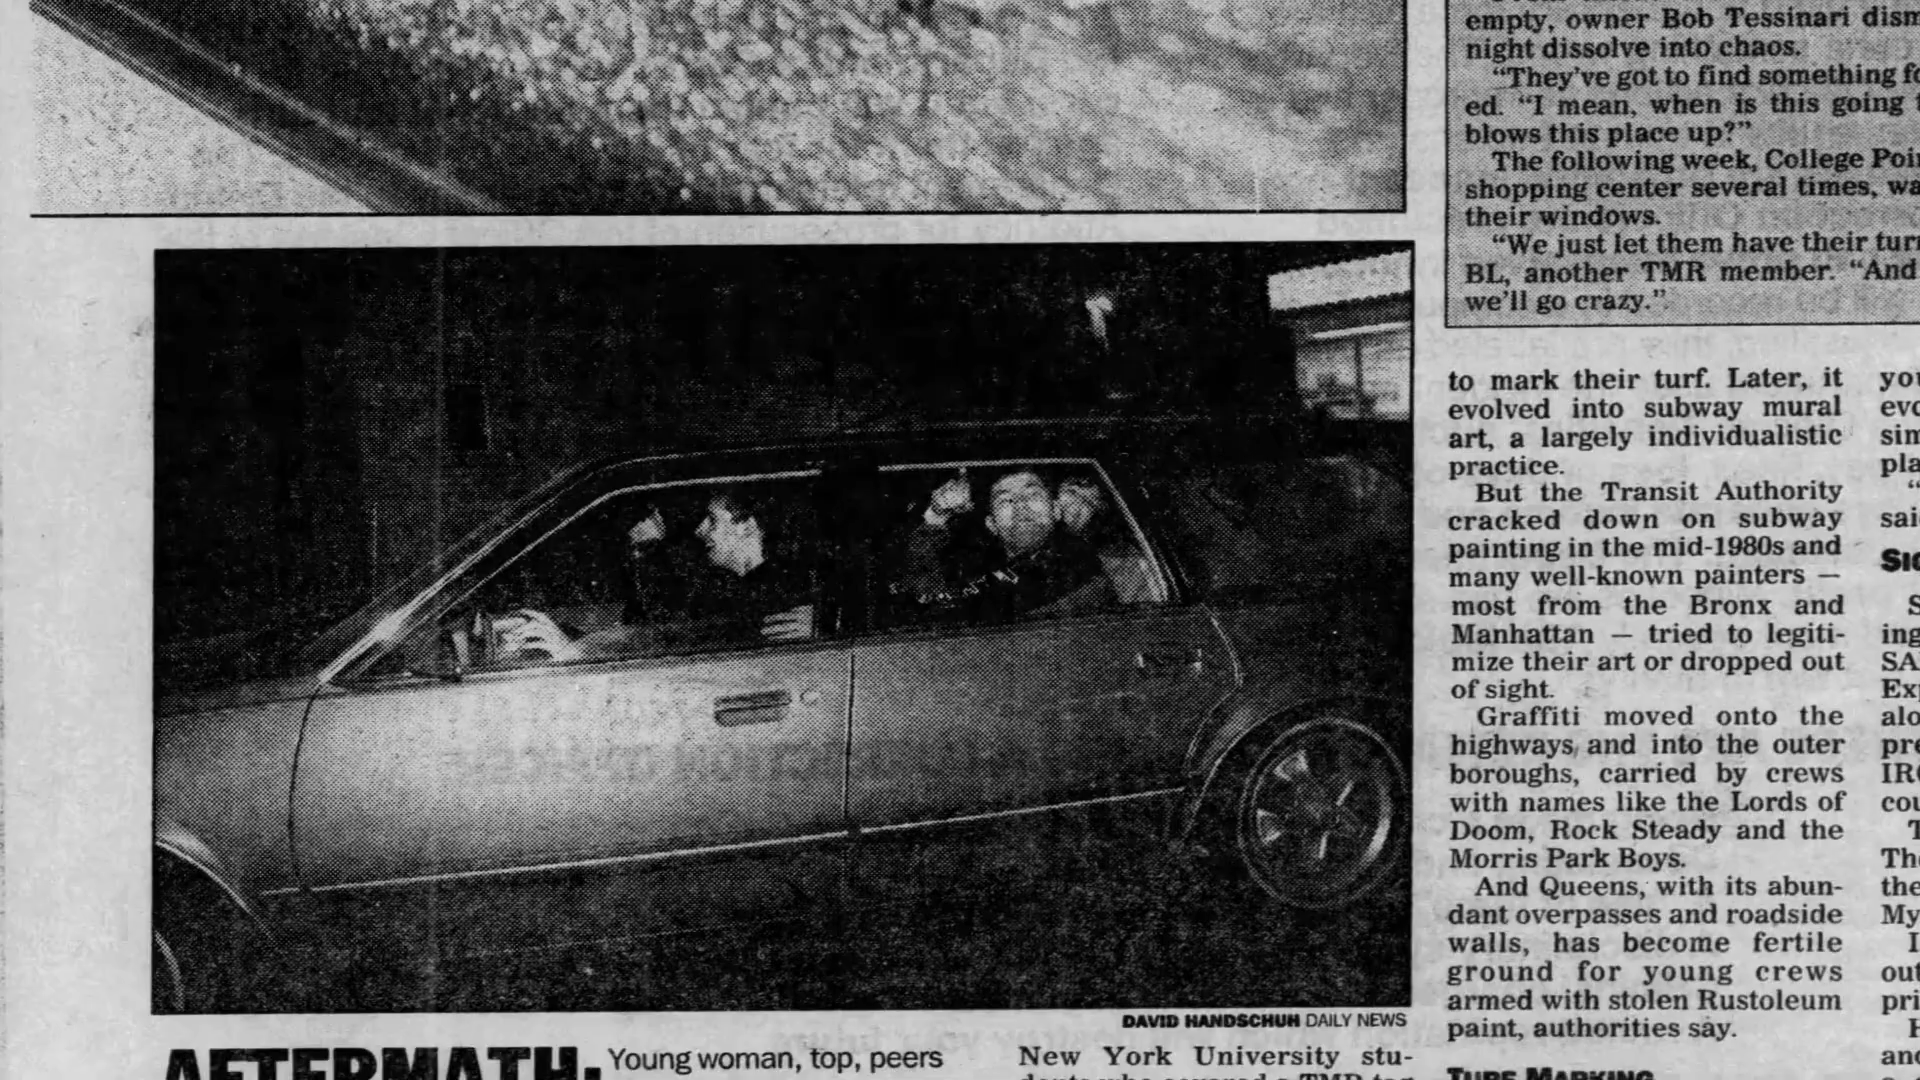 empty, owner Bob Tessinari
night dissolve into chaos.
“They’ve got to find something
ed. “I mean, when is this going
blows this place up?”
The following week, College
shopping center several times,
their windows.
“We just let them have their
BL, another TMR member. “And
we’ll go crazy.”
to mark their turf. Later, it
evolved into subway mural
art, a largely individualistic
practice.
But the Transit Authority
cracked down on subway
painting in the mid-1980s and
many well-known painters —
most from the Bronx and
Manhattan — tried to legiti-
mize their art or dropped out
of sight.
Graffiti moved onto the
highways and into the outer
boroughs, carried by crews
with names like the Lords of
Doom, Rock Steady and the
Morris Park Boys.
And Queens, with its abun-
dant overpasses and roadside
walls, has become fertile
ground for young crews
armed with stolen Rustoleum
paint, authorities say.
TURF MARKING
DAVID HANDSCHUH DAILY NEWS
AFTERMATH: Young woman, top, peers
New York University stu-